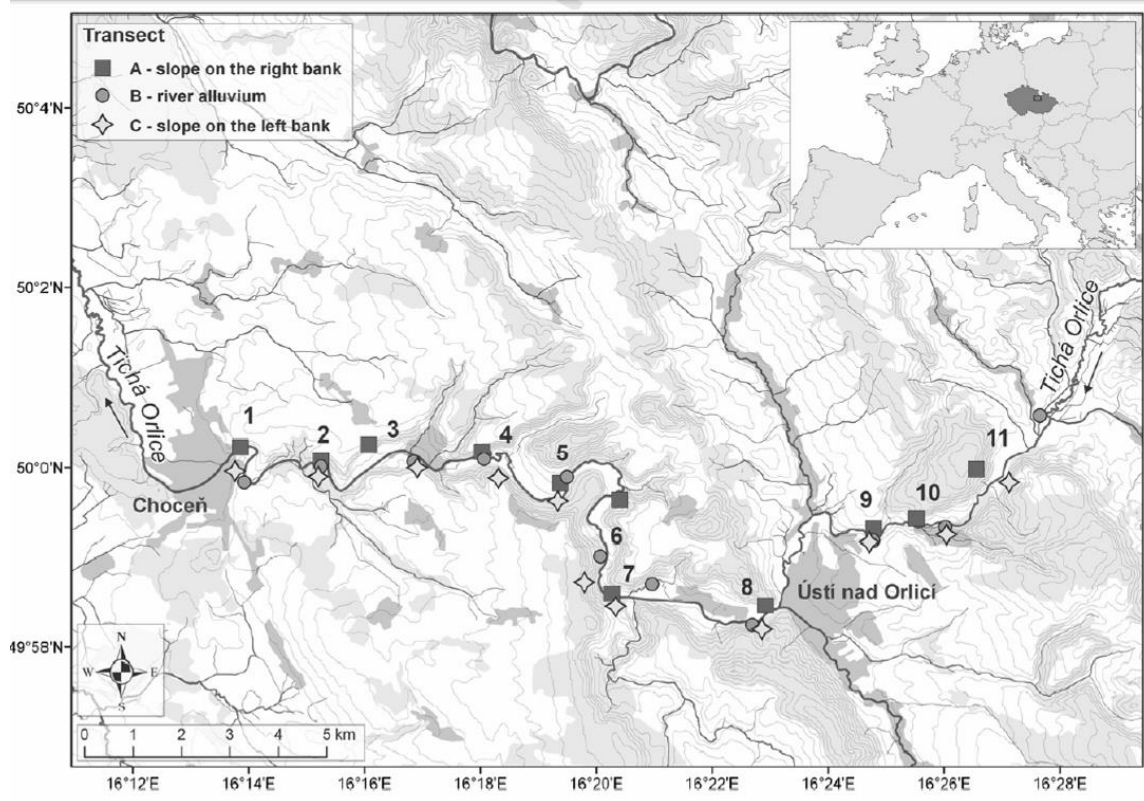 Transect
A - slope on the right bank
B - river alluvium
C - slope on the left bank
50°4'N
50°2'N
50°0'N
49°58'N
Tichá Orlice
Tichá Orlice
1
2
3
4
5
6
7
8
9
10
11
Choceň
Ústí nad Orlicí
N
W
E
S
0 1 2 3 4 5 km
16°12'E 16°14'E 16°16'E 16°18'E 16°20'E 16°22'E 16°24'E 16°26'E 16°28'E